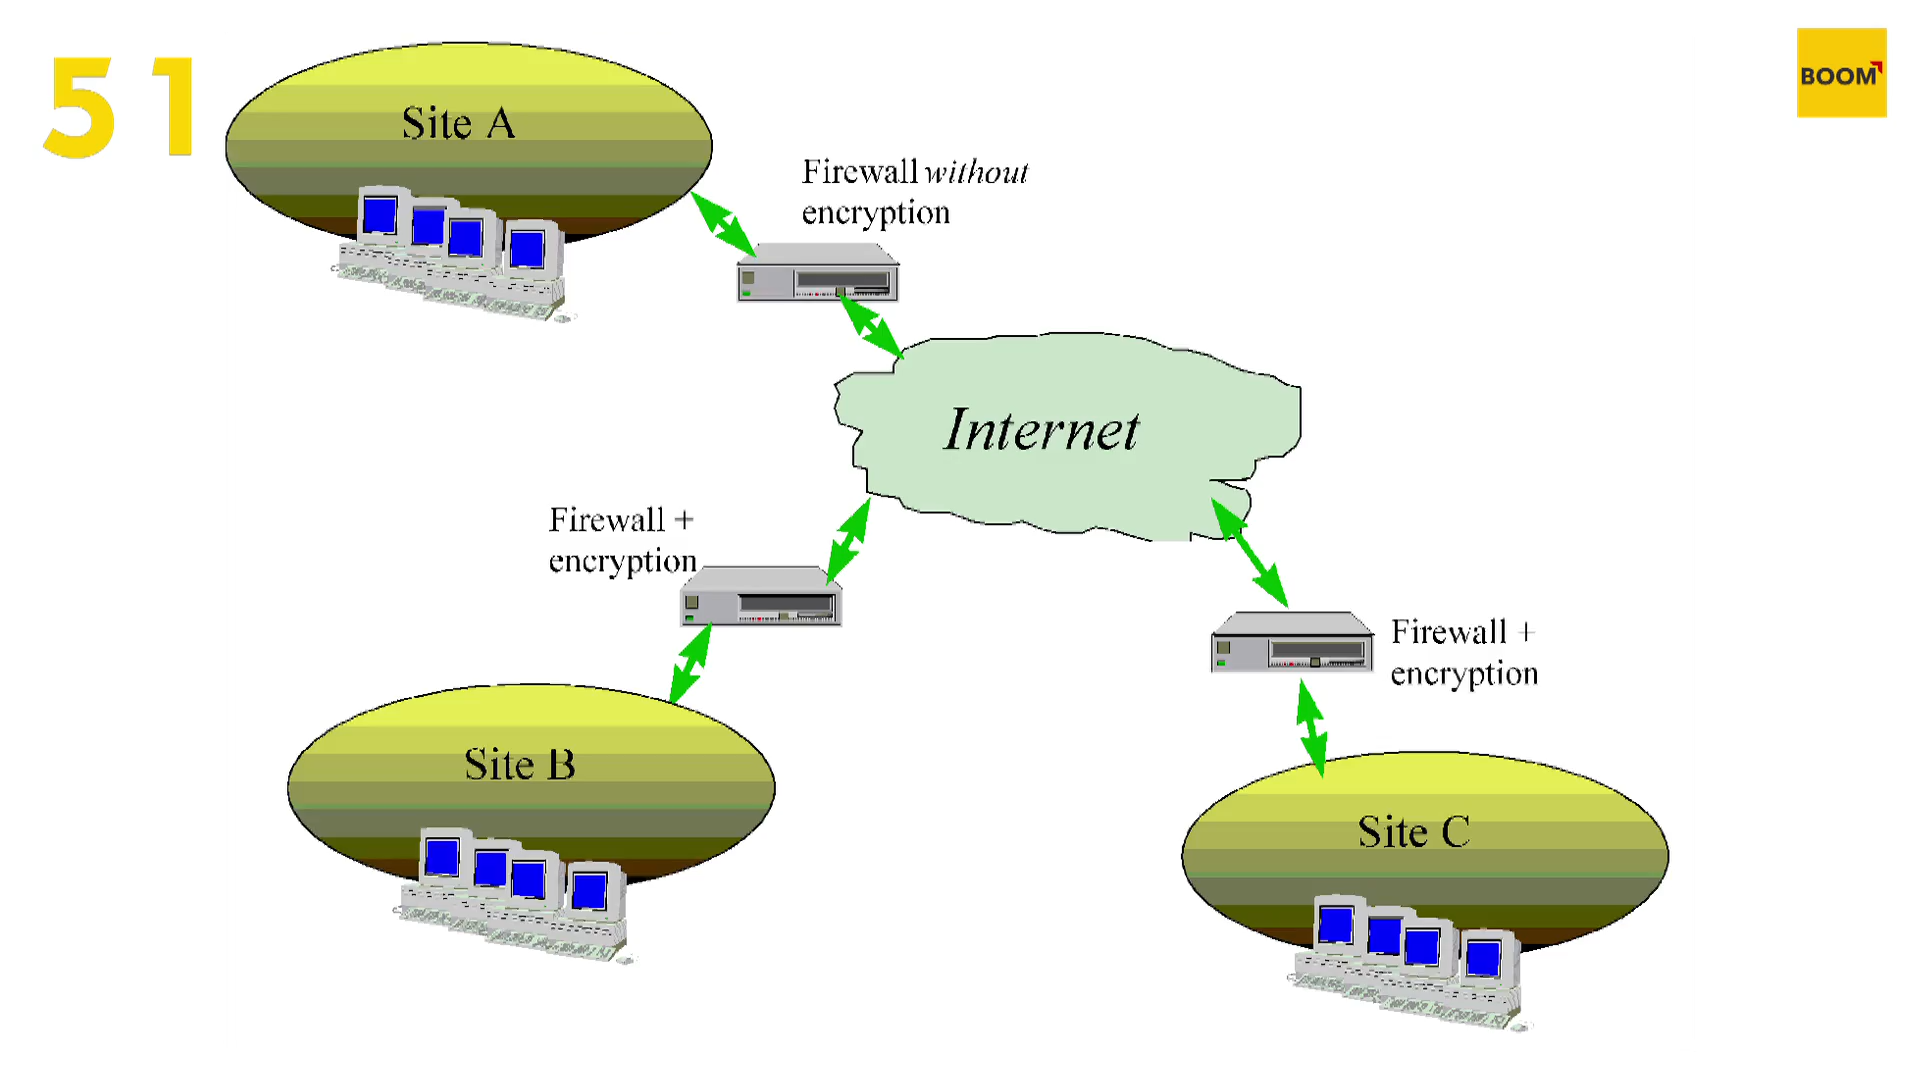 51
BOOM
Site A
Firewall without
encryption
Internet
Firewall +
encryption
Firewall +
encryption
Site B
Site C